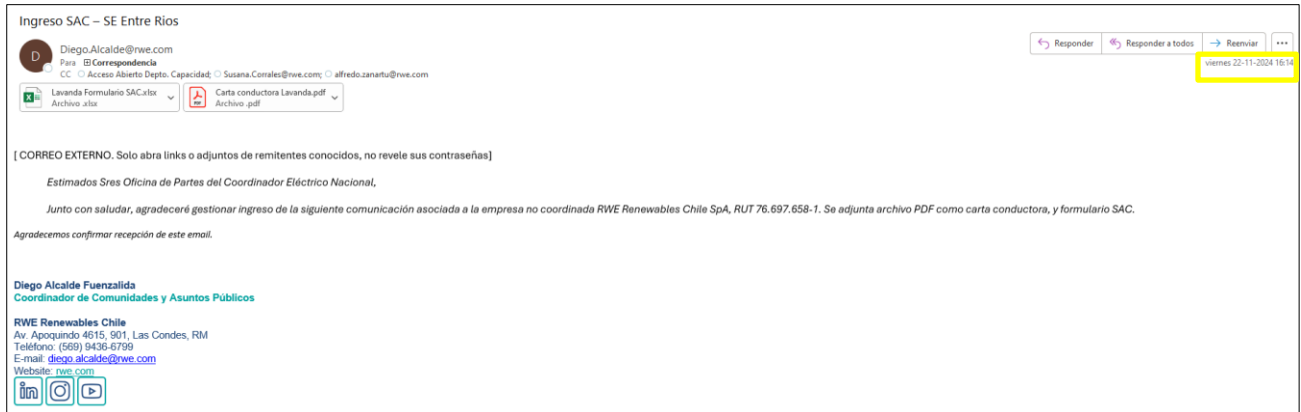 Ingreso SAC – SE Entre Rios
D
Diego.Alcalde@rwe.com
Para Correspondencia
CC Acceso Abierto Depto. Capacidad; Susana.Corrales@rwe.com; alfredo.zanartu@rwe.com
Responder Responder a todos Reenviar ...
viernes 22-11-2024 16:14
Lavanda Formulario SAC.xlsx
Archivo .xlsx
Carta conductora Lavanda.pdf
Archivo .pdf
[ CORREO EXTERNO. Solo abra links o adjuntos de remitentes conocidos, no revele sus contraseñas]
Estimados Sres Oficina de Partes del Coordinador Eléctrico Nacional,
Junto con saludar, agradeceré gestionar ingreso de la siguiente comunicación asociada a la empresa no coordinada RWE Renewables Chile SpA, RUT 76.697.658-1. Se adjunta archivo PDF como carta conductora, y formulario SAC.
Agradecemos confirmar recepción de este email.
Diego Alcalde Fuenzalida
Coordinador de Comunidades y Asuntos Públicos
RWE Renewables Chile
Av. Apoquindo 4615, 901, Las Condes, RM
Teléfono: (569) 9436-6799
E-mail: diego.alcalde@rwe.com
Website: rwe.com
in